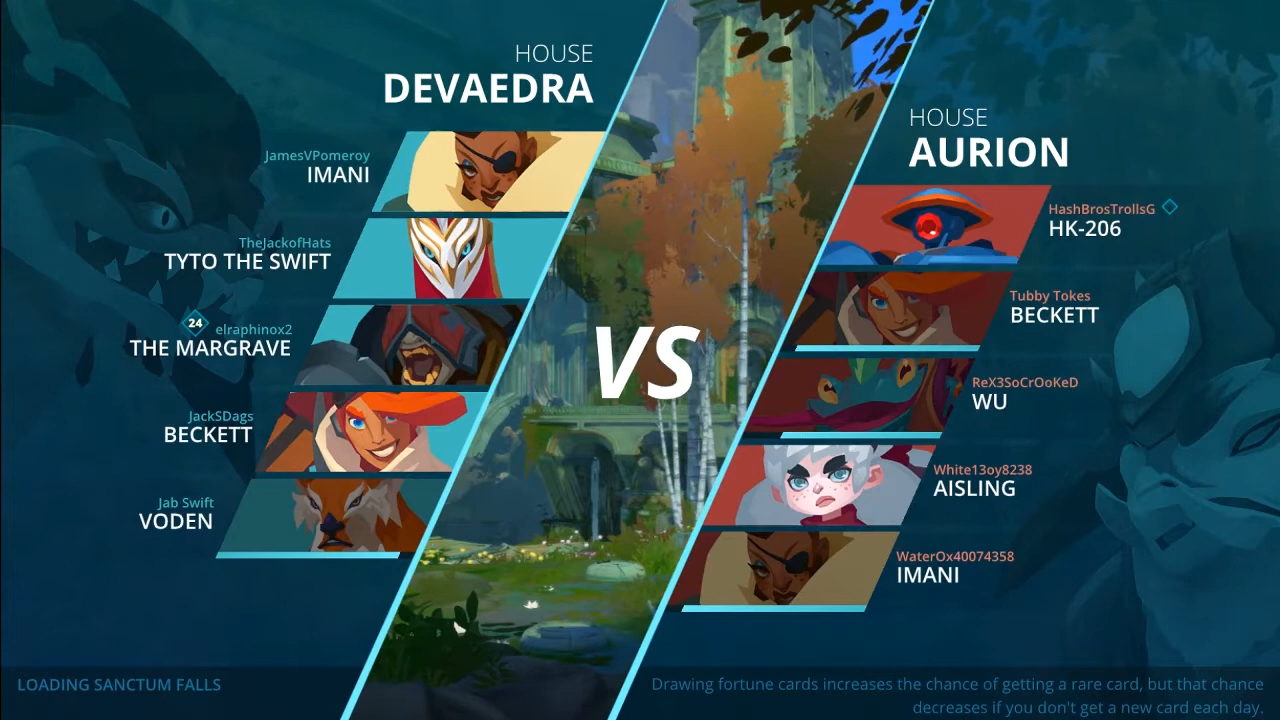 HOUSE
DEVAEDRA
JamesVPomeroy
IMANI
TheJackofHats
TYTO THE SWIFT
24
elraphinox2
THE MARGRAVE
JackSDags
BECKETT
Jab Swift
VODEN
VS
HOUSE
AURION
HashBrosTrollsG
HK-206
Tubby Tokes
BECKETT
ReX3SoCrOoKeD
WU
White13oy8238
AISLING
WaterOx40074358
IMANI
LOADING SANCTUM FALLS
Drawing fortune cards increases the chance of getting a rare card, but that chance
decreases if you don't get a new card each day.